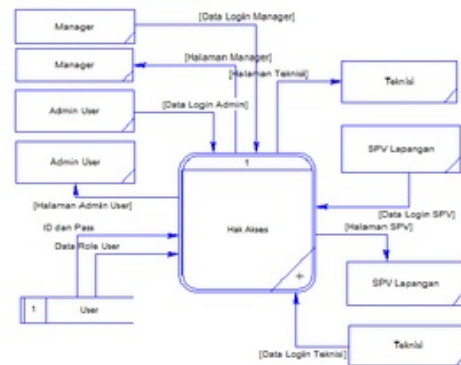 [Data Logiin Manager]
Manager
[Halaman Manager]
Manager
[Halaman Teknisi]
Teknisi
Admin User
[Data Login Admin]
SPV Lapangan
1
Admin User
[Halaman Admin User]
[Data Login SPV]
[Halaman SPV]
ID dan Pass
Hak Akses
Data Role User
SPV Lapangan
1
User
Teknisi
[Data Logiin Teknisi]